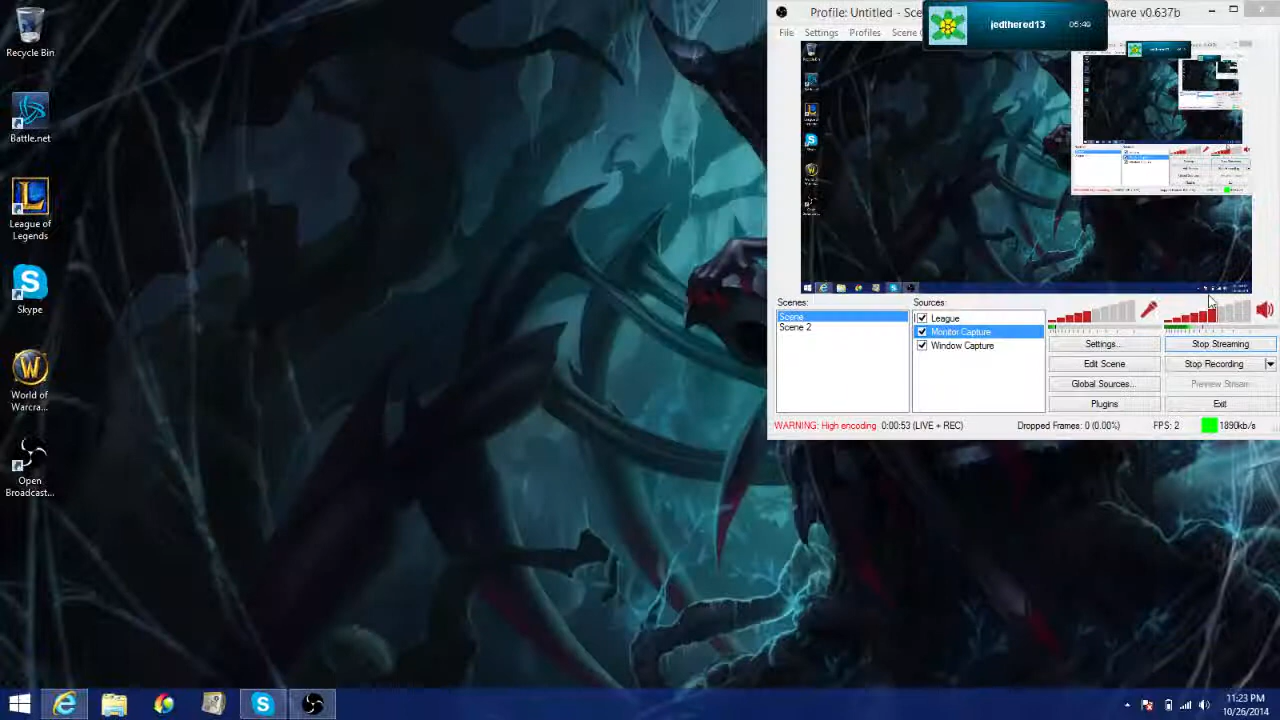 Recycle Bin
Battle.net
League of
Legends
Skype
World of
Warcra...
Open
Broadcast...
Profile: Untitled - Sce
tware v0.637b
jedthered13
File
Settings
Profiles
Scene
Scenes:
Scene
Scene 2
Sources:
League
Monitor Capture
Window Capture
Settings...
Stop Streaming
Edit Scene
Stop Recording
Global Sources...
Preview Stream
Plugins
Exit
WARNING: High encoding
0:00:53 (LIVE + REC)
Dropped Frames: 0 (0.00%)
FPS: 2
1890kb/s
11:23 PM
10/26/2014